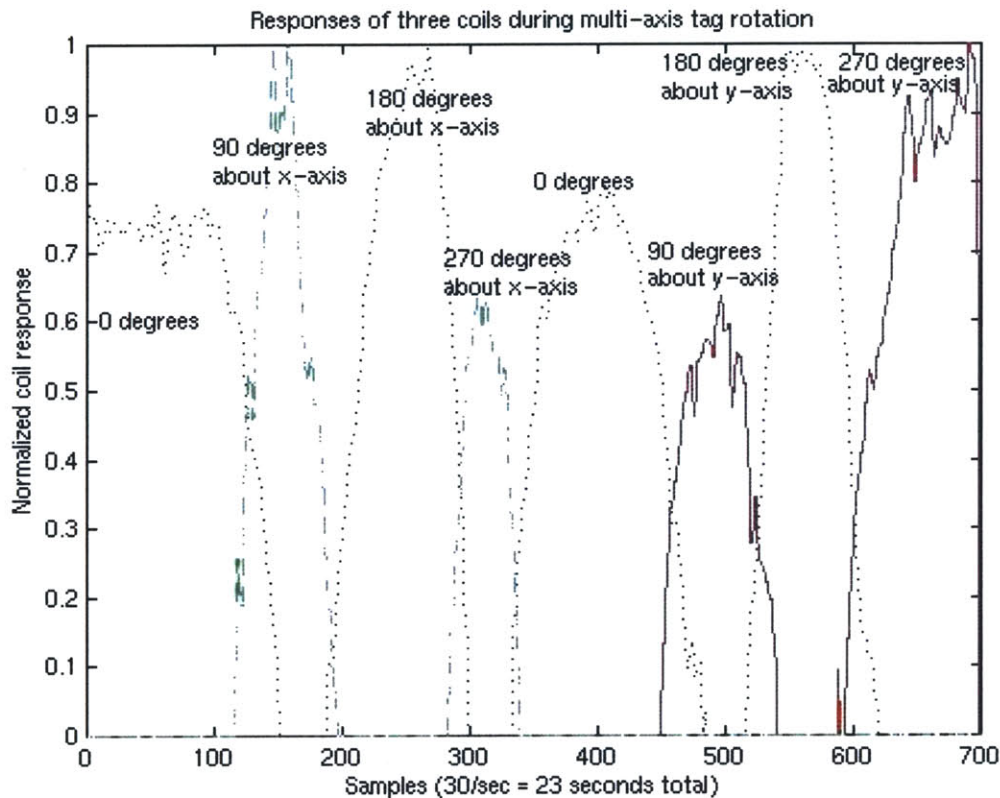 Responses of three coils during multi-axis tag rotation
1
0.9
0.8
0.7
0.6
0.5
0.4
0.3
0.2
0.1
0
Normalized coil response
0 degrees
90 degrees
about x-axis
180 degrees
about x-axis
270 degrees
about x-axis
0 degrees
90 degrees
about y-axis
180 degrees
about y-axis
270 degrees
about y-axis
0 100 200 300 400 500 600 700
Samples (30/sec = 23 seconds total)